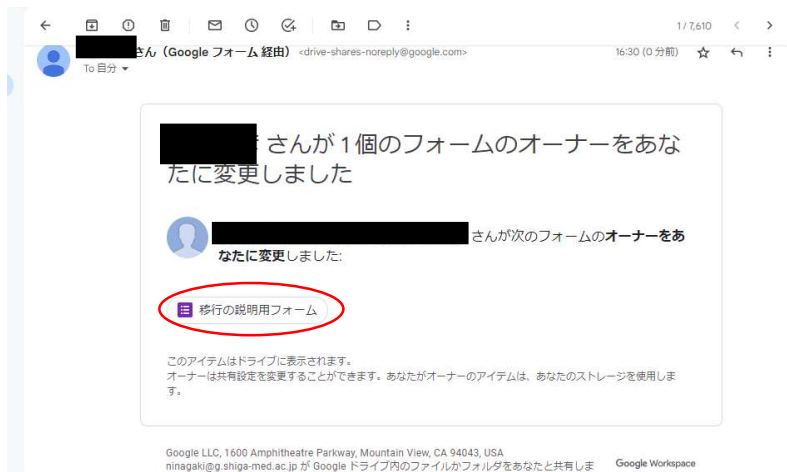 1 / 7,610
さん（Google フォーム 経由） <drive-shares-noreply@google.com>
16:30 (0 分前)
To 自分
さんが 1 個のフォームのオーナーをあな
たに変更しました
さんが次のフォームのオーナーをあ
なたに変更しました:
移行の説明用フォーム
このアイテムはドライブに表示されます。
オーナーは共有設定を変更することができます。あなたがオーナーのアイテムは、あなたのストレージを使用しま
す。
Google LLC, 1600 Amphitheatre Parkway, Mountain View, CA 94043, USA
ninagaki@g.shiga-med.ac.jp が Google ドライブ内のファイルかフォルダをあなたと共有しま
Google Workspace